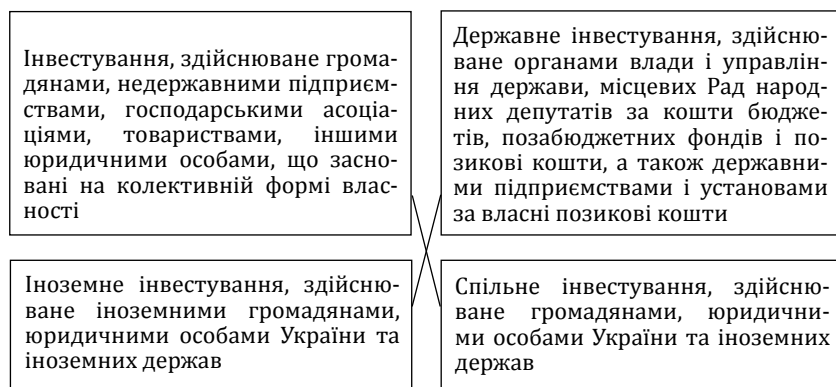 Інвестування, здійснюване грома-
дянами, недержавними підприєм-
ствами, господарськими асоціа-
ціями, товариствами, іншими
юридичними особами, що засно-
вані на колективній формі влас-
ності
Державне інвестування, здійсню-
ване органами влади і управлін-
ня держави, місцевих Рад народ-
них депутатів за кошти бюдже-
тів, позабюджетних фондів і по-
зикові кошти, а також державни-
ми підприємствами і установами
за власні позикові кошти
Іноземне інвестування, здійсню-
ване іноземними громадянами,
юридичними особами України та
іноземних держав
Спільне інвестування, здійсню-
ване громадянами, юридични-
ми особами України та іноземних
держав